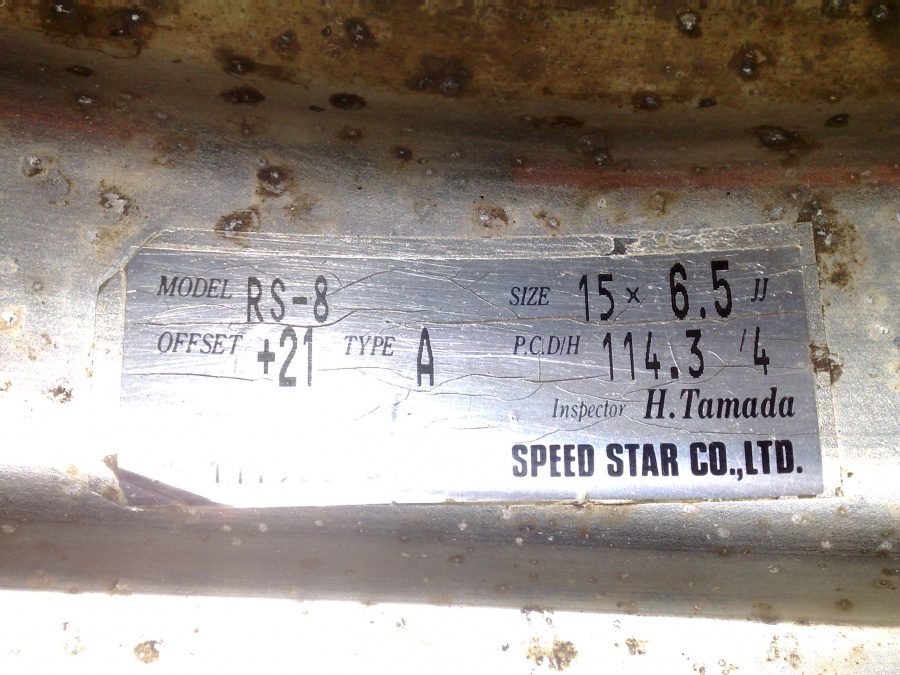 MODEL RS-8 SIZE 15 × 6.5 JJ
OFFSET +21 TYPE A P.C.D/H 114.3 /4
Inspector H.Tamada
SPEED STAR CO.,LTD.